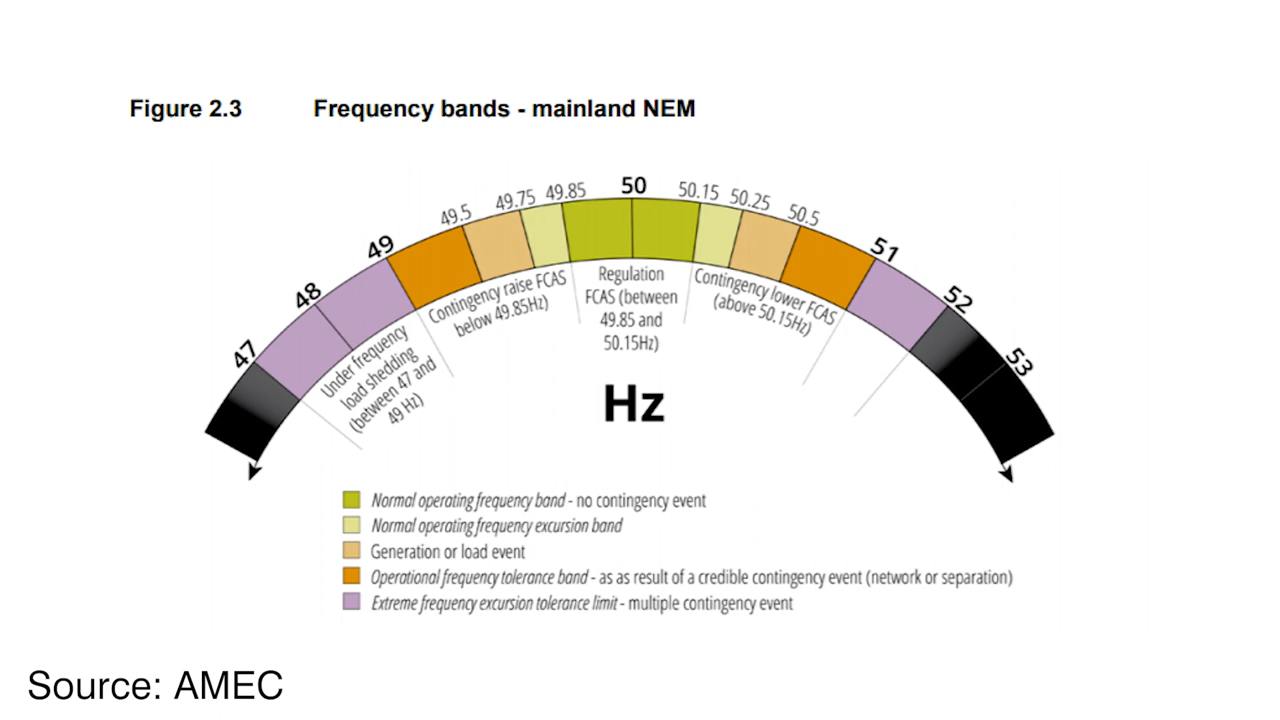 Figure 2.3 Frequency bands - mainland NEM
47
48
49
49.5
49.75
49.85
50
50.15
50.25
50.5
51
52
53
Under frequency
load shedding
(between 47 and
49 Hz)
Contingency raise FCAS
below 49.85Hz)
Regulation
FCAS (between
49.85 and
50.15Hz)
Contingency lower FCAS
(above 50.15Hz)
Hz
Normal operating frequency band - no contingency event
Normal operating frequency excursion band
Generation or load event
Operational frequency tolerance band - as as result of a credible contingency event (network or separation)
Extreme frequency excursion tolerance limit - multiple contingency event
Source: AMEC